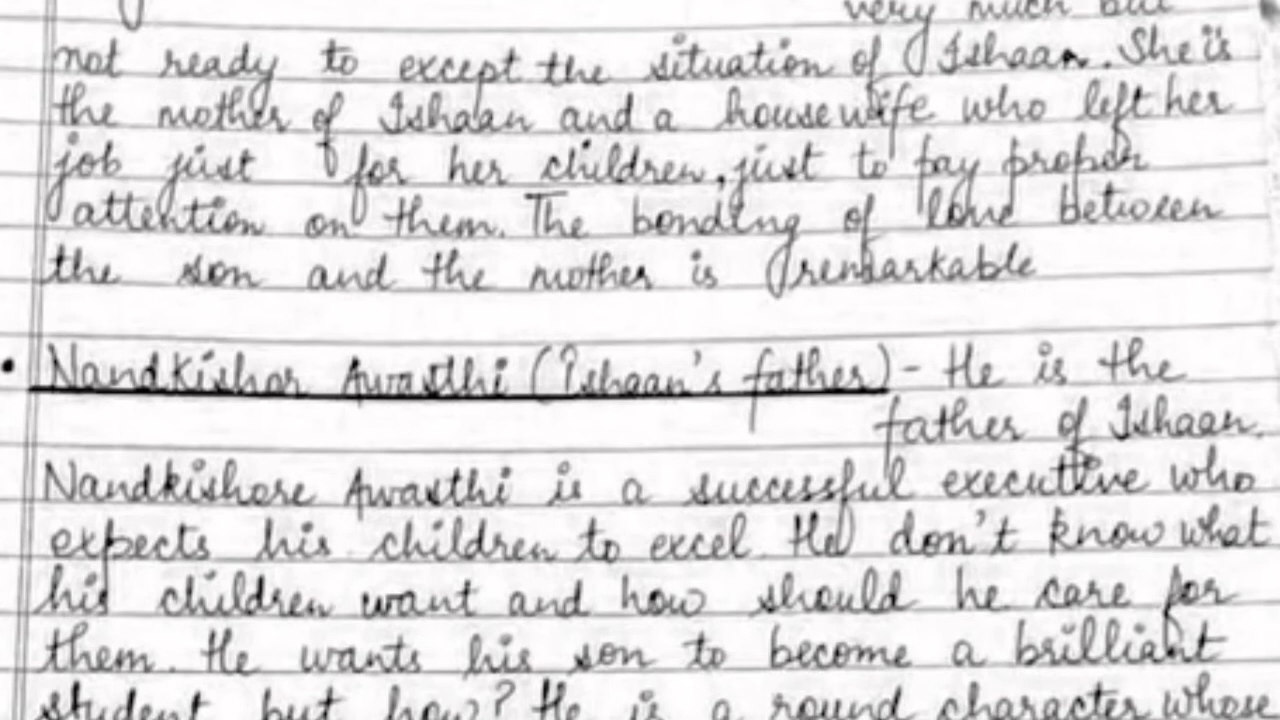 very much but
not ready to except the situation of Ishaan. She is
the mother of Ishaan and a housewife who left her
job just for her children, just to pay proper
attention on them. The bonding of love between
the son and the mother is remarkable
• Nandkishor Awasthi (Ishaan's father) - He is the
father of Ishaan.
Nandkishore Awasthi is a successful executive who
expects his children to excel. He don't know what
his children want and how should he care for
them. He wants his son to become a brilliant
student but how? He is a round character whose